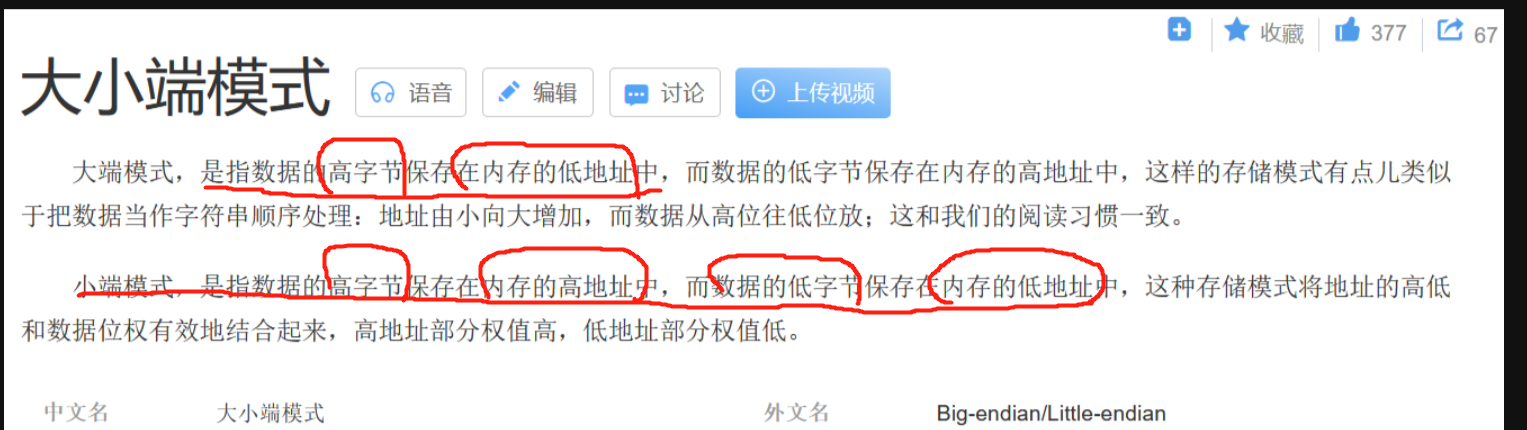 收藏 377 67
大小端模式 语音 编辑 讨论 上传视频
大端模式，是指数据的高字节保存在内存的低地址中，而数据的低字节保存在内存的高地址中，这样的存储模式有点儿类似
于把数据当作字符串顺序处理：地址由小向大增加，而数据从高位往低位放；这和我们的阅读习惯一致。
小端模式，是指数据的高字节保存在内存的高地址中，而数据的低字节保存在内存的低地址中，这种存储模式将地址的高低
和数据位权有效地结合起来，高地址部分权值高，低地址部分权值低。
中文名 大小端模式 外文名 Big-endian/Little-endian